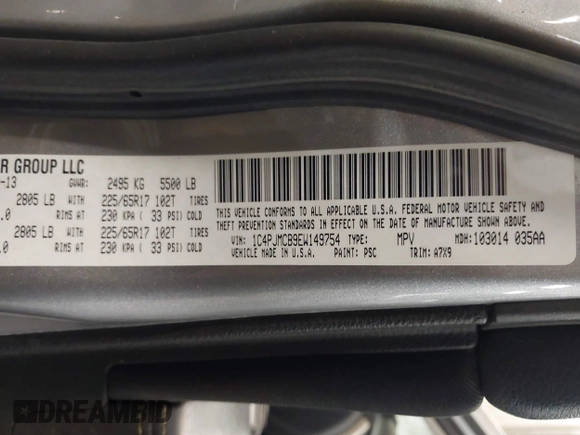 R GROUP LLC
-13 GVWR: 2495 KG 5500 LB
2805 LB WITH 225/65R17 102T TIRES
.0 RIMS AT 230 KPA ( 33 PSI) COLD
2805 LB WITH 225/65R17 102T TIRES
.0 RIMS AT 230 KPA ( 33 PSI) COLD
THIS VEHICLE CONFORMS TO ALL APPLICABLE U.S.A. FEDERAL MOTOR VEHICLE SAFETY AND
THEFT PREVENTION STANDARDS IN EFFECT ON THE DATE OF MANUFACTURE SHOWN ABOVE.
VIN: 1C4PJMCB9EW149754 TYPE: MPV MDH: 103014 035AA
VEHICLE MADE IN U.S.A. PAINT: PSC TRIM: A7X9
DREAMBID